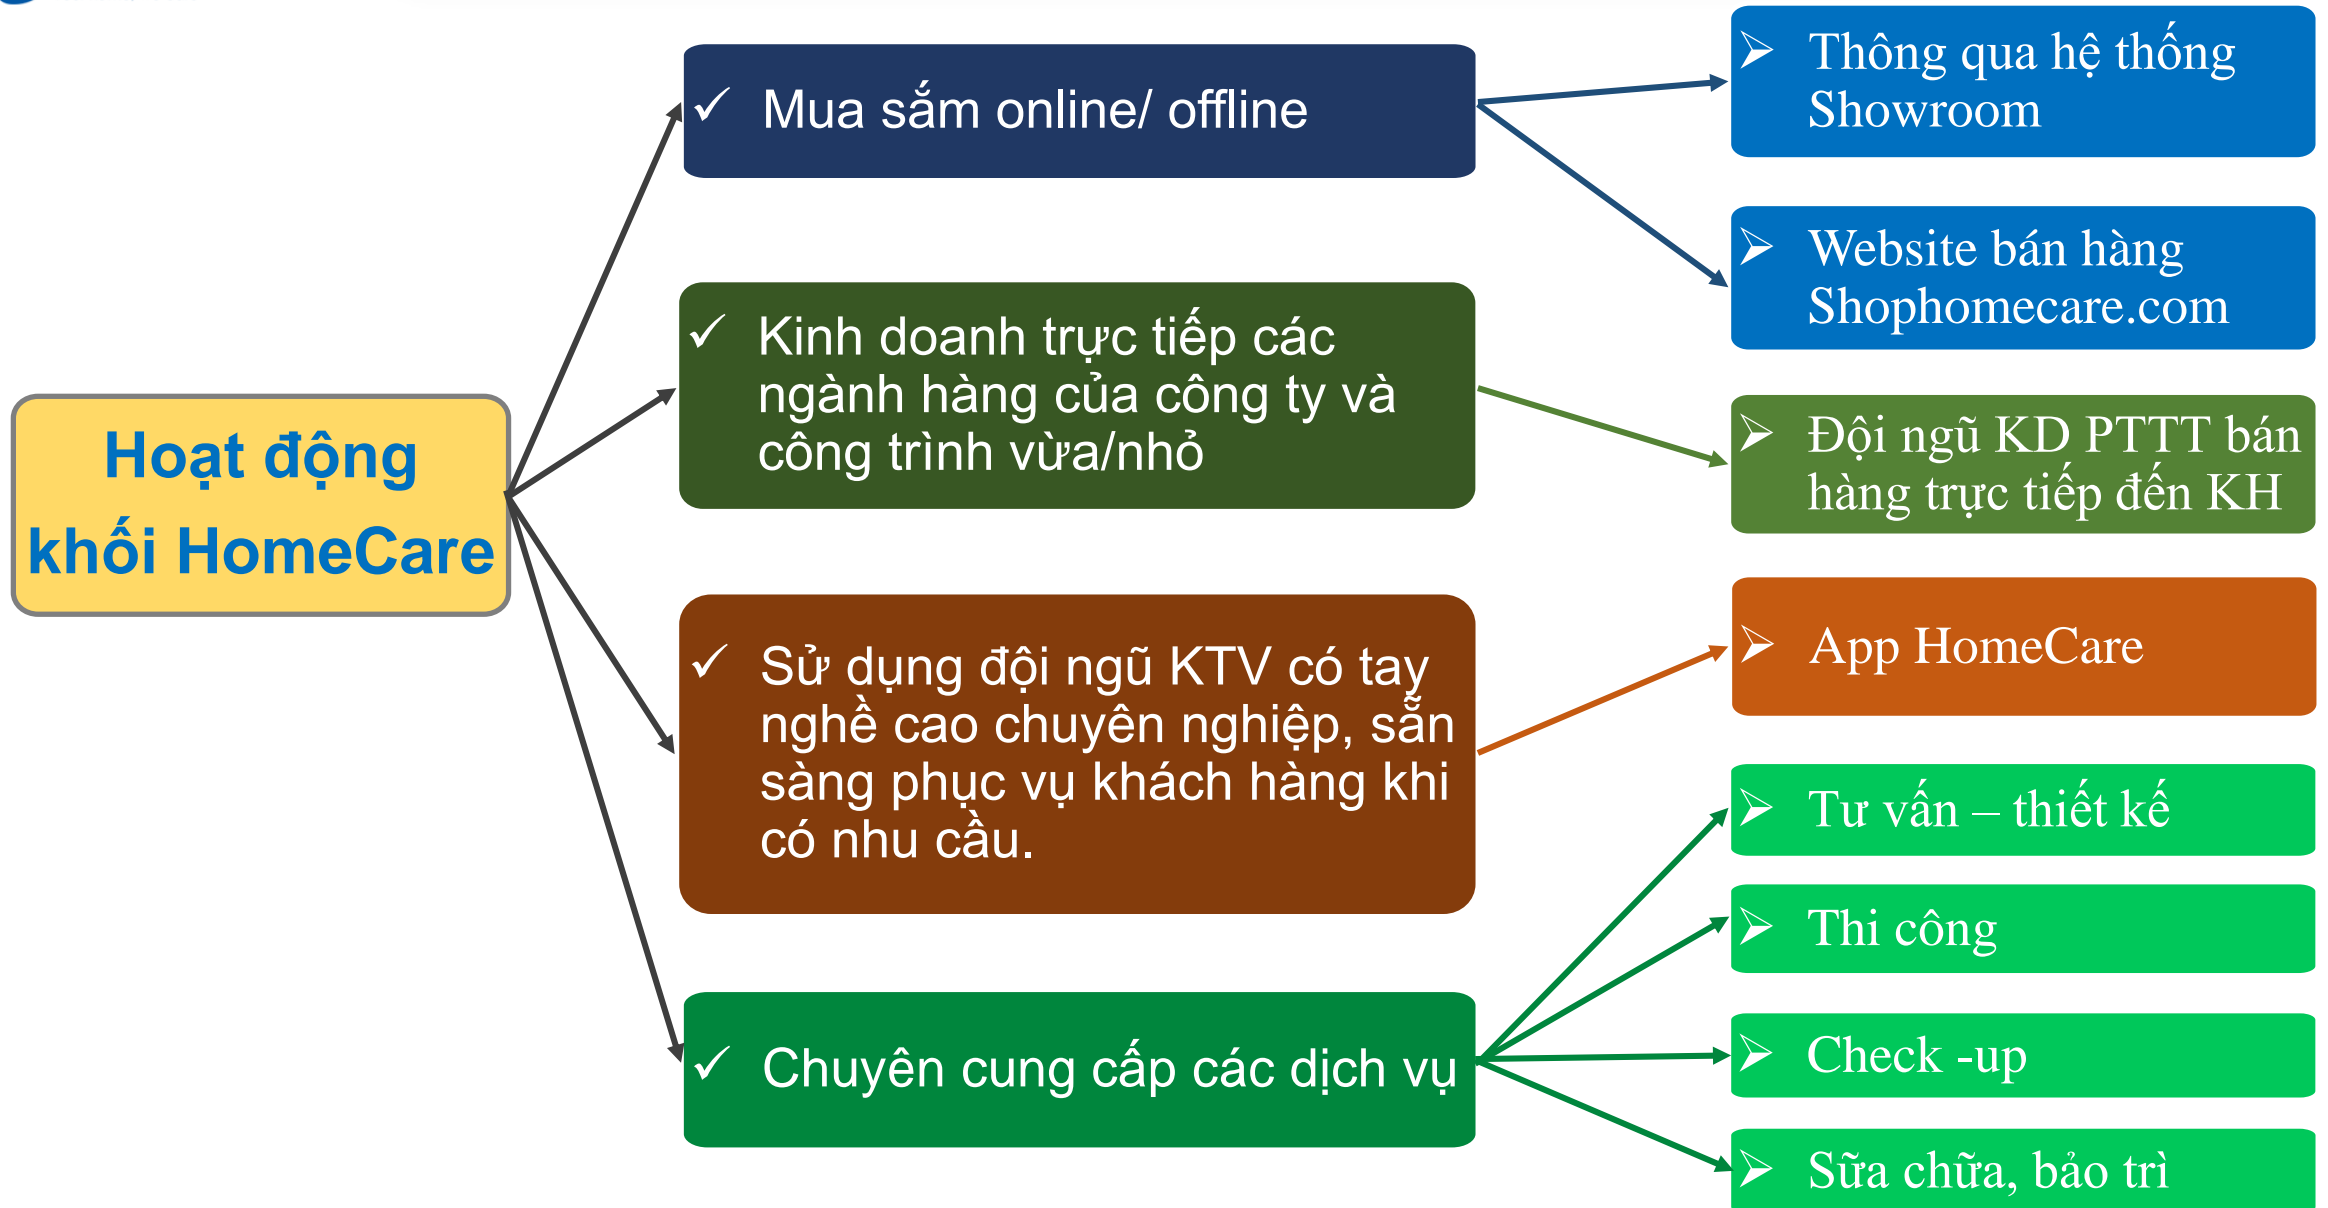 Hoạt động
khối HomeCare
Mua sắm online/ offline
Kinh doanh trực tiếp các
ngành hàng của công ty và
công trình vừa/nhỏ
Sử dụng đội ngũ KTV có tay
nghề cao chuyên nghiệp, sẵn
sàng phục vụ khách hàng khi
có nhu cầu.
Chuyên cung cấp các dịch vụ
Thông qua hệ thống
Showroom
Website bán hàng
Shophomecare.com
Đội ngũ KD PTTT bán
hàng trực tiếp đến KH
App HomeCare
Tư vấn – thiết kế
Thi công
Check -up
Sữa chữa, bảo trì